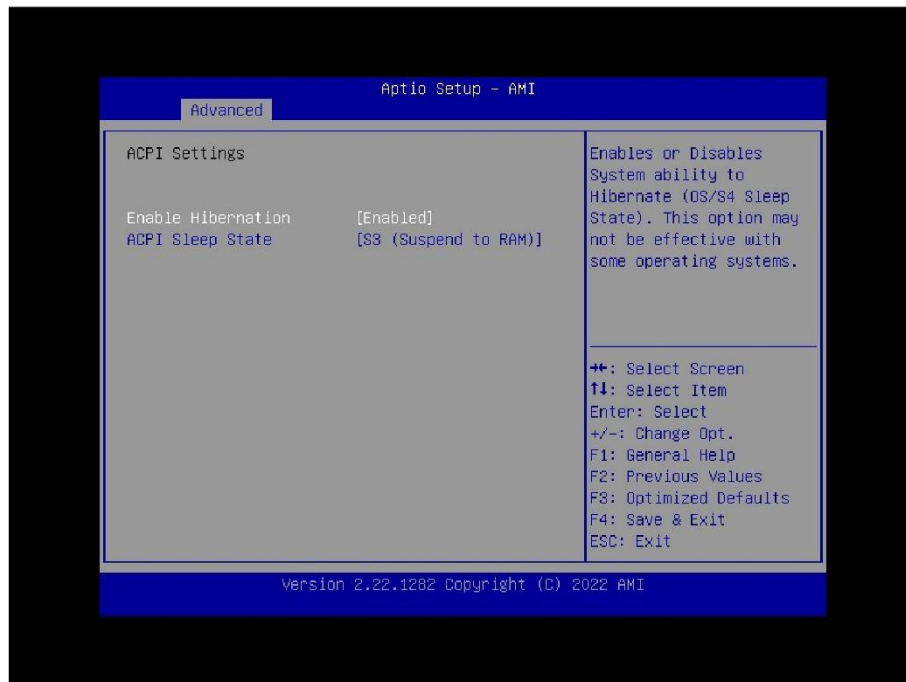 Aptio Setup – AMI
Advanced
ACPI Settings
Enable Hibernation [Enabled]
ACPI Sleep State [S3 (Suspend to RAM)]
Enables or Disables
System ability to
Hibernate (OS/S4 Sleep
State). This option may
not be effective with
some operating systems.
→←: Select Screen
↑↓: Select Item
Enter: Select
+/-: Change Opt.
F1: General Help
F2: Previous Values
F3: Optimized Defaults
F4: Save & Exit
ESC: Exit
Version 2.22.1282 Copyright (C) 2022 AMI